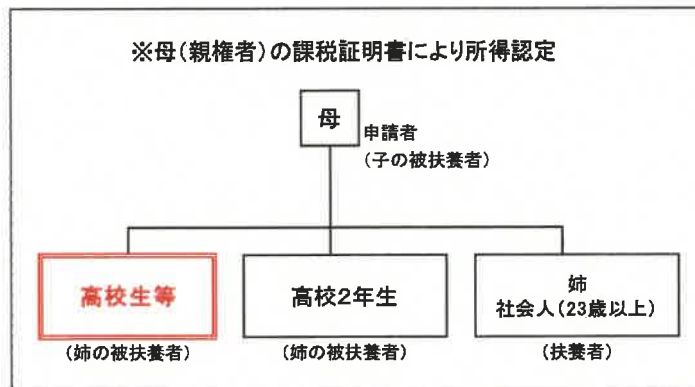 ※母(親権者)の課税証明書により所得認定
母
申請者
(子の被扶養者)
高校生等
高校2年生
姉
社会人(23歳以上)
(姉の被扶養者)
(姉の被扶養者)
(扶養者)